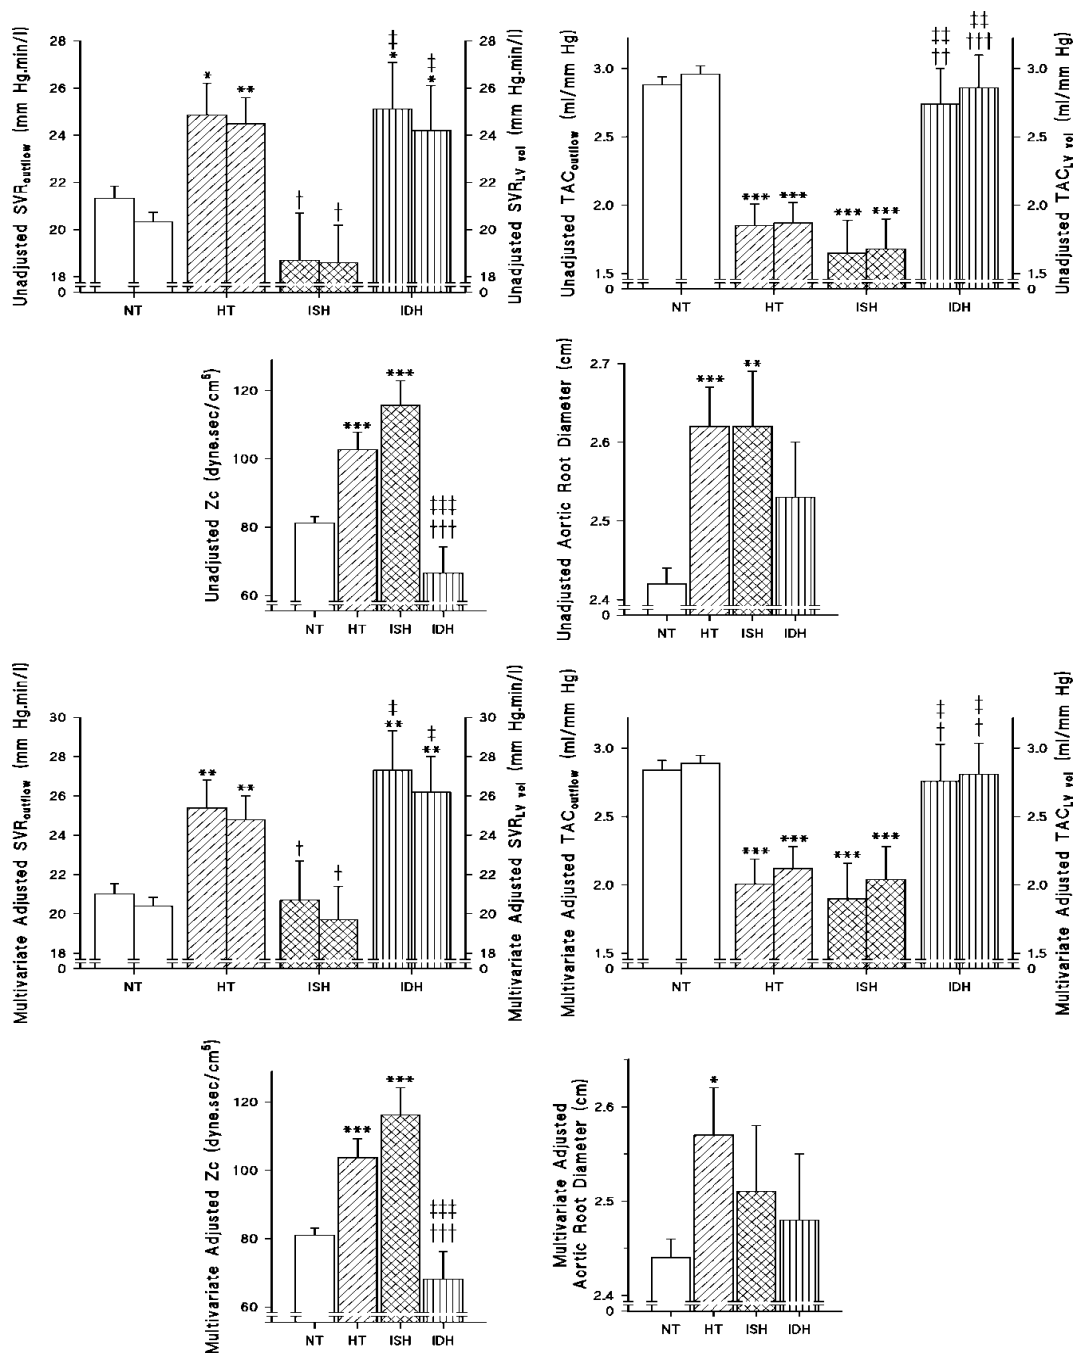 Unadjusted SVRoutflow (mm Hg.min/l)
28
26
24
22
20
18
0
* ** † ‡ ‡ * ‡ *
NT HT ISH IDH
28
26
24
22
20
18
0
Unadjusted SVRLV vol (mm Hg.min/l)
Unadjusted TACoutflow (ml/mm Hg)
3.0
2.5
2.0
1.5
0
*** *** *** *** ‡‡ †† ‡‡ †††
NT HT ISH IDH
3.0
2.5
2.0
1.5
0
Unadjusted TACLV vol (ml/mm Hg)
Unadjusted Zc (dyne.sec/cm5)
120
100
80
60
*** *** ‡‡‡ †††
NT HT ISH IDH
Unadjusted Aortic Root Diameter (cm)
2.7
2.6
2.5
2.4
0
*** **
NT HT ISH IDH
Multivariate Adjusted SVRoutflow (mm Hg.min/l)
30
28
26
24
22
20
18
0
** ** † † ‡ ** ‡ **
NT HT ISH IDH
30
28
26
24
22
20
18
0
Multivariate Adjusted SVRLV vol (mm Hg.min/l)
Multivariate Adjusted TACoutflow (ml/mm Hg)
3.0
2.5
2.0
1.5
0
*** *** *** *** ‡ † ‡ †
NT HT ISH IDH
3.0
2.5
2.0
1.5
0
Multivariate Adjusted TACLV vol (ml/mm Hg)
Multivariate Adjusted Zc (dyne.sec/cm5)
120
100
80
60
*** *** ‡‡‡ †††
NT HT ISH IDH
Multivariate Adjusted
Aortic Root Diameter (cm)
2.6
2.5
2.4
0
*
NT HT ISH IDH